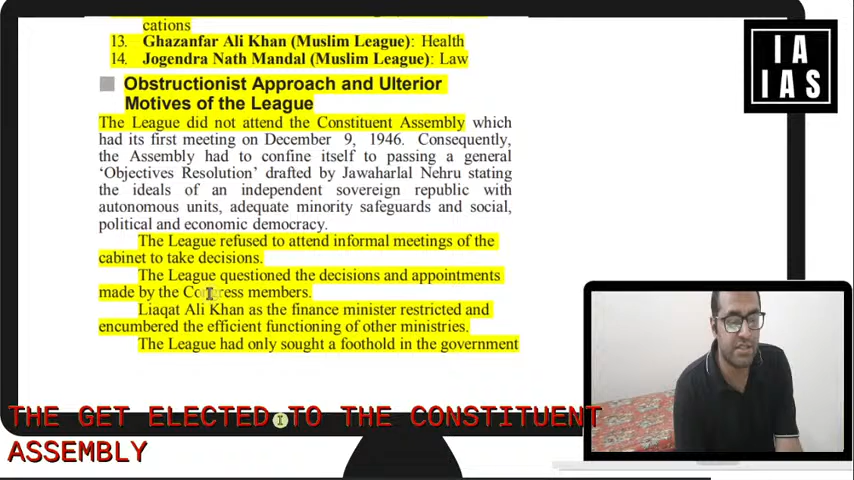 cations
13. Ghazanfar Ali Khan (Muslim League): Health
14. Jogendra Nath Mandal (Muslim League): Law
Obstructionist Approach and Ulterior
Motives of the League
The League did not attend the Constituent Assembly which
had its first meeting on December 9, 1946. Consequently,
the Assembly had to confine itself to passing a general
‘Objectives Resolution’ drafted by Jawaharlal Nehru stating
the ideals of an independent sovereign republic with
autonomous units, adequate minority safeguards and social,
political and economic democracy.
The League refused to attend informal meetings of the
cabinet to take decisions.
The League questioned the decisions and appointments
made by the Congress members.
Liaqat Ali Khan as the finance minister restricted and
encumbered the efficient functioning of other ministries.
The League had only sought a foothold in the government
IA
IAS
THE GET ELECTED TO THE CONSTITUENT
ASSEMBLY